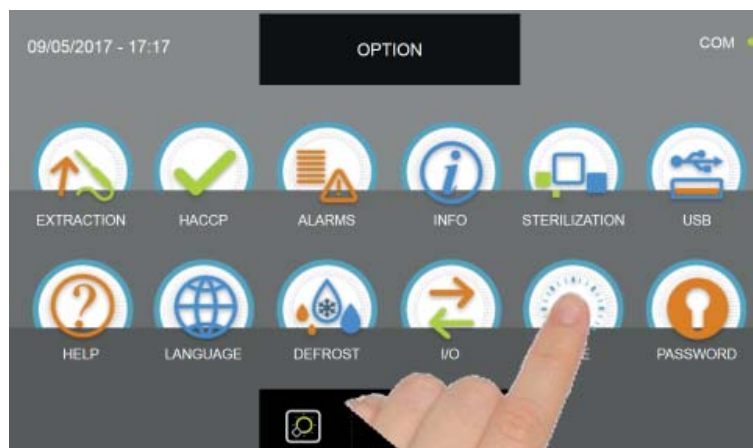 09/05/2017 - 17:17 OPTION COM
EXTRACTION HACCP ALARMS INFO STERILIZATION USB
HELP LANGUAGE DEFROST I/O E PASSWORD